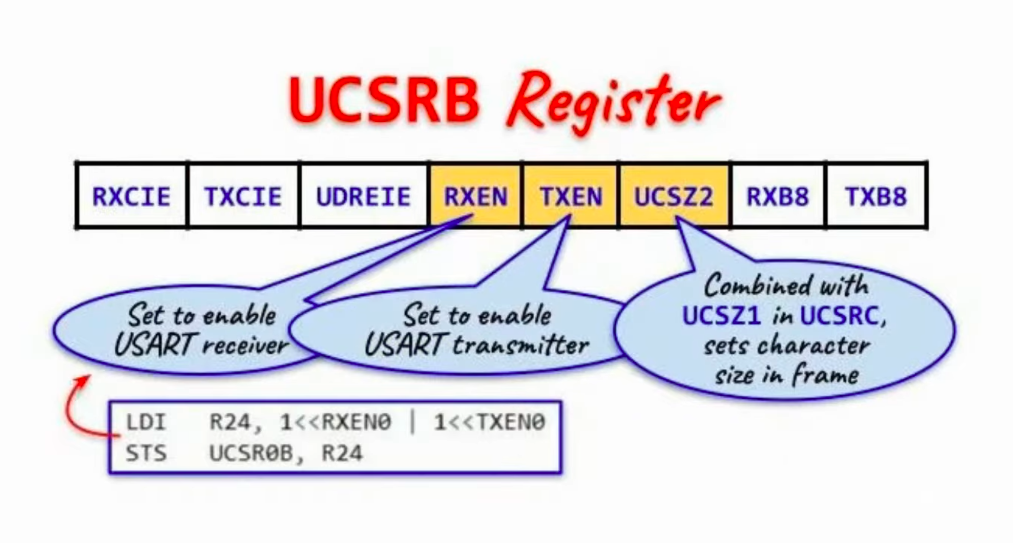 UCSRB Register
RXCIE TXCIE UDREIE RXEN TXEN UCSZ2 RXB8 TXB8
Set to enable
USART receiver
Set to enable
USART transmitter
Combined with
UCSZ1 in UCSRC,
sets character
size in frame
LDI R24, 1<<RXEN0 | 1<<TXEN0
STS UCSR0B, R24